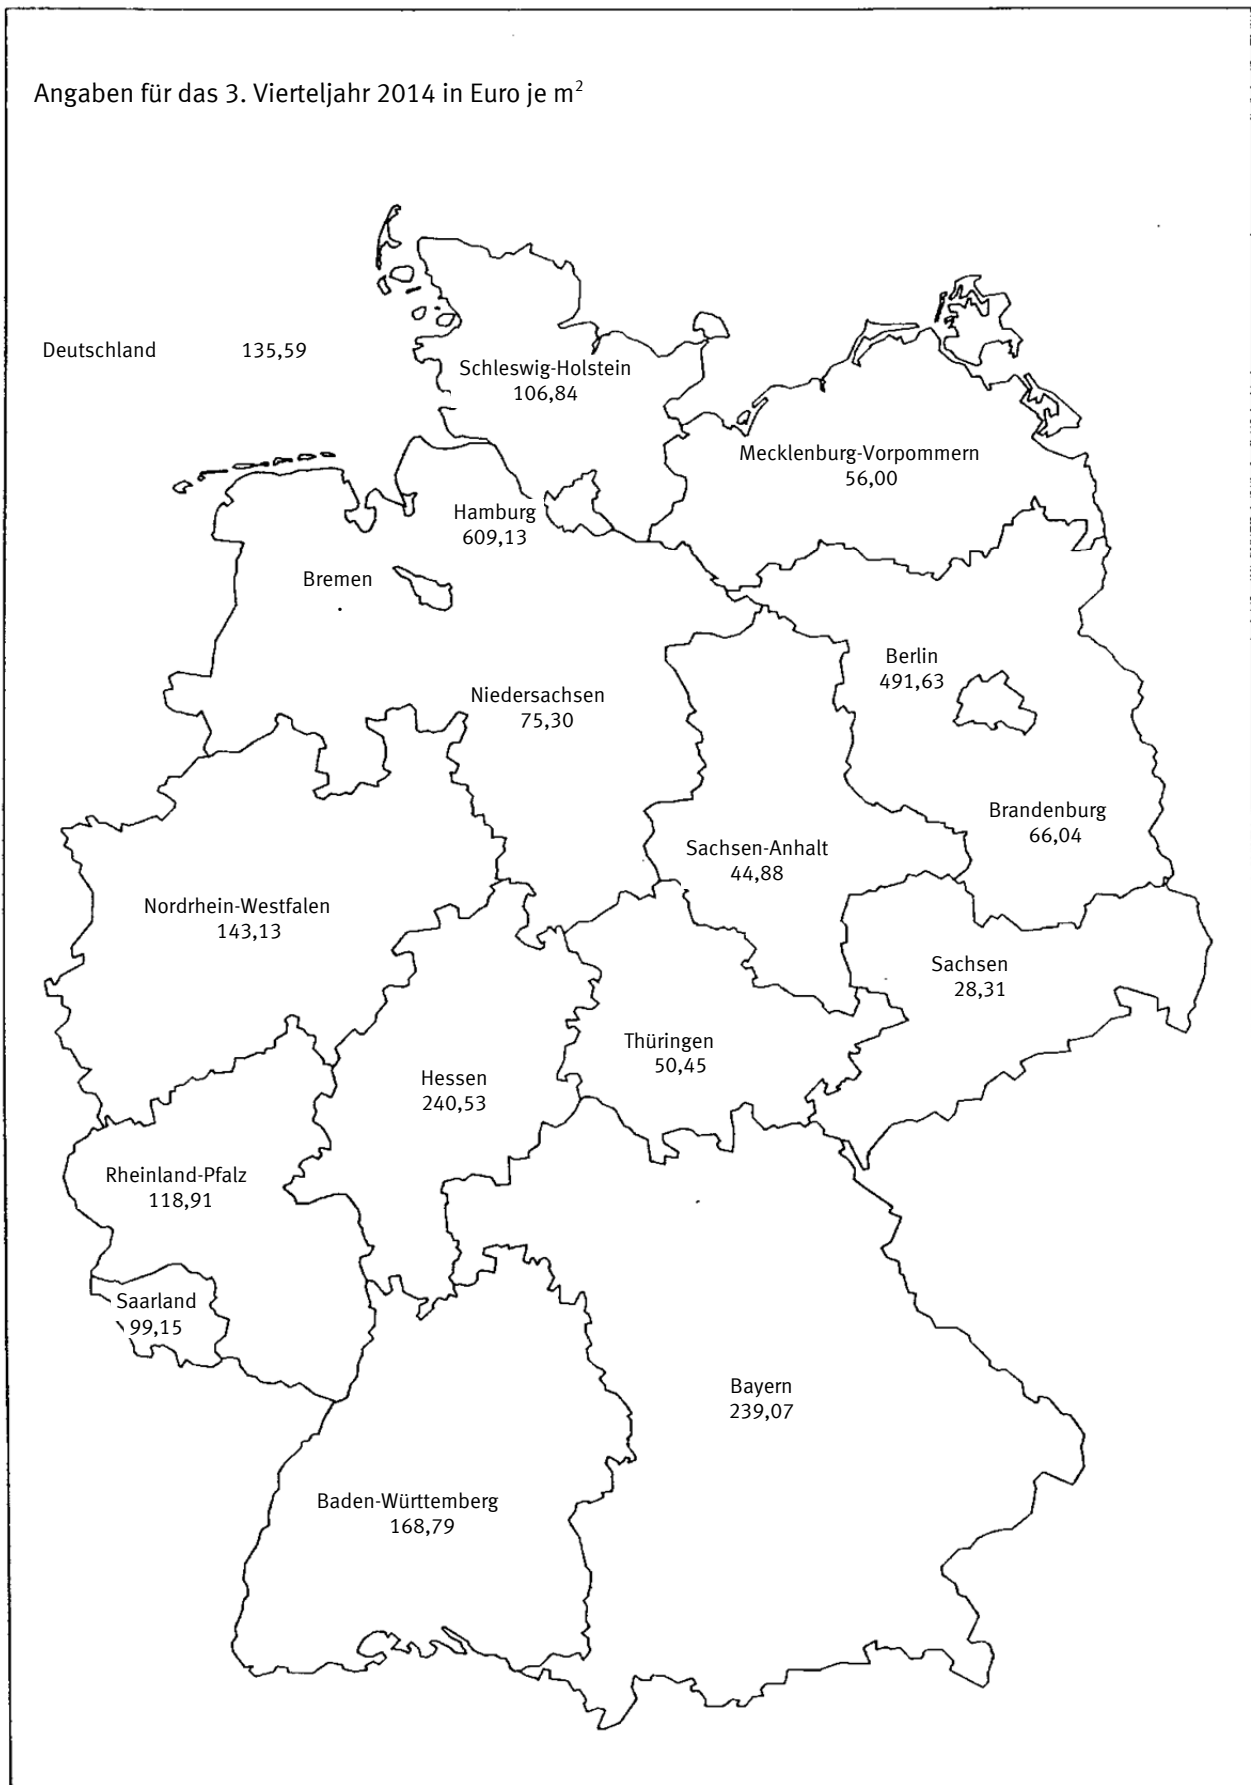 Angaben für das 3. Vierteljahr 2014 in Euro je m²
Deutschland 135,59
Schleswig-Holstein
106,84
Mecklenburg-Vorpommern
56,00
Hamburg
609,13
Bremen
Berlin
491,63
Niedersachsen
75,30
Brandenburg
66,04
Sachsen-Anhalt
44,88
Nordrhein-Westfalen
143,13
Sachsen
28,31
Thüringen
50,45
Hessen
240,53
Rheinland-Pfalz
118,91
Saarland
99,15
Bayern
239,07
Baden-Württemberg
168,79